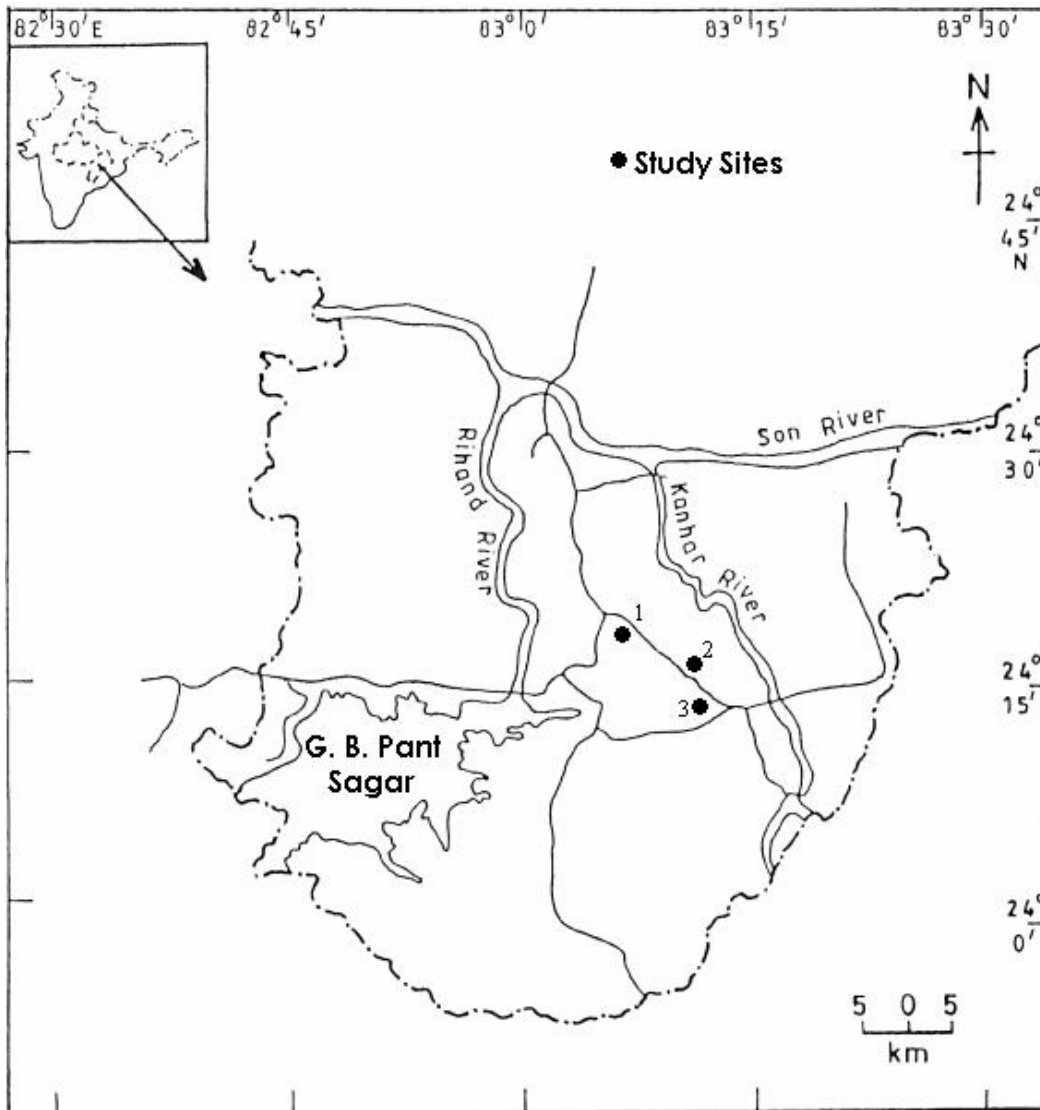 82°30'E
82°45'
83°0'
83°15'
83°30'
N
Study Sites
24°
45'
N
Son River
24°
30'
Rihand River
Kanhar River
1
2
3
24°
15'
G. B. Pant
Sagar
24°
0'
5 0 5
km